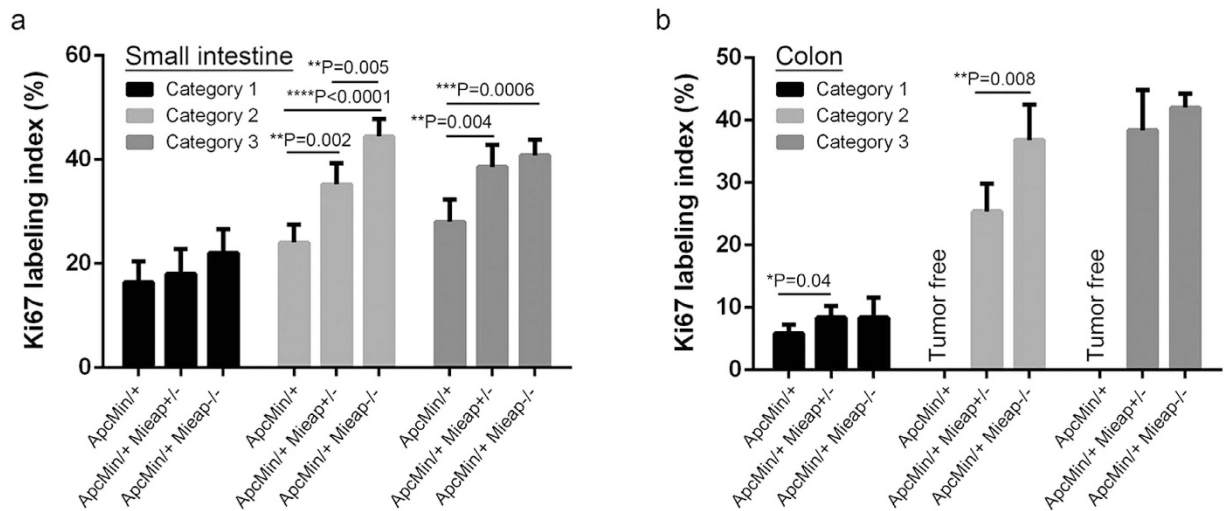 a
Small intestine
Category 1
Category 2
Category 3
Ki67 labeling index (%)
60
40
20
0
**P=0.005
****P<0.0001
**P=0.002
***P=0.0006
**P=0.004
ApcMin/+
ApcMin/+ Mieap+/-
ApcMin/+ Mieap-/-
ApcMin/+
ApcMin/+ Mieap+/-
ApcMin/+ Mieap-/-
ApcMin/+
ApcMin/+ Mieap+/-
ApcMin/+ Mieap-/-
b
Colon
Category 1
Category 2
Category 3
Ki67 labeling index (%)
50
40
30
20
10
0
**P=0.008
*P=0.04
Tumor free
Tumor free
ApcMin/+
ApcMin/+ Mieap+/-
ApcMin/+ Mieap-/-
ApcMin/+
ApcMin/+ Mieap+/-
ApcMin/+ Mieap-/-
ApcMin/+
ApcMin/+ Mieap+/-
ApcMin/+ Mieap-/-